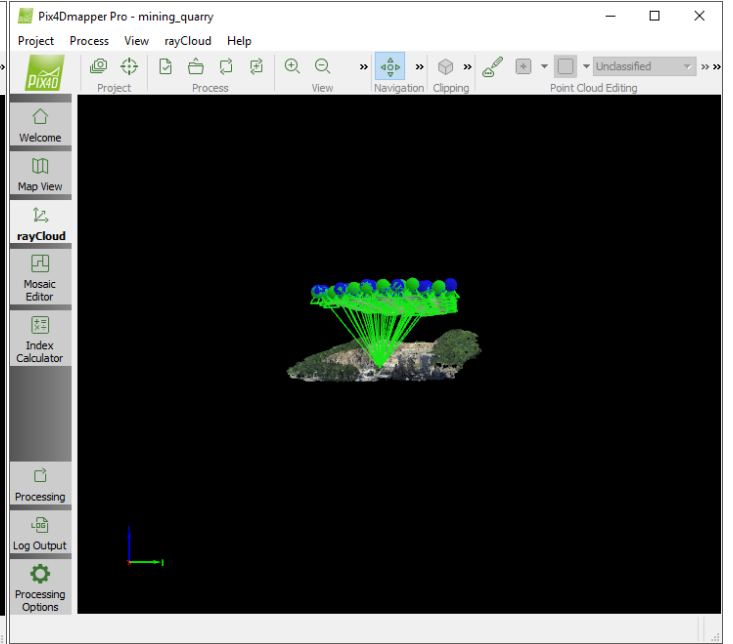 Pix4Dmapper Pro - mining_quarry
Project Process View rayCloud Help
PIX4D
Project Process View Navigation Clipping Point Cloud Editing
Unclassified
Welcome
Map View
rayCloud
Mosaic
Editor
Index
Calculator
Processing
LOG
Log Output
Processing
Options